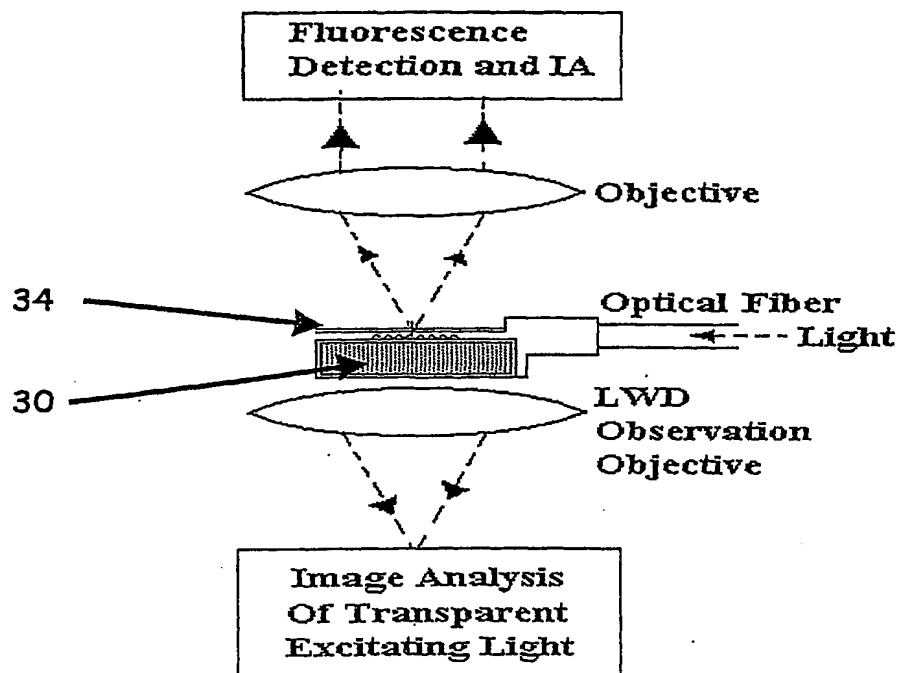 Fluorescence
Detection and IA
Objective
34
Optical Fiber
Light
30
LWD
Observation
Objective
Image Analysis
Of Transparent
Excitating Light